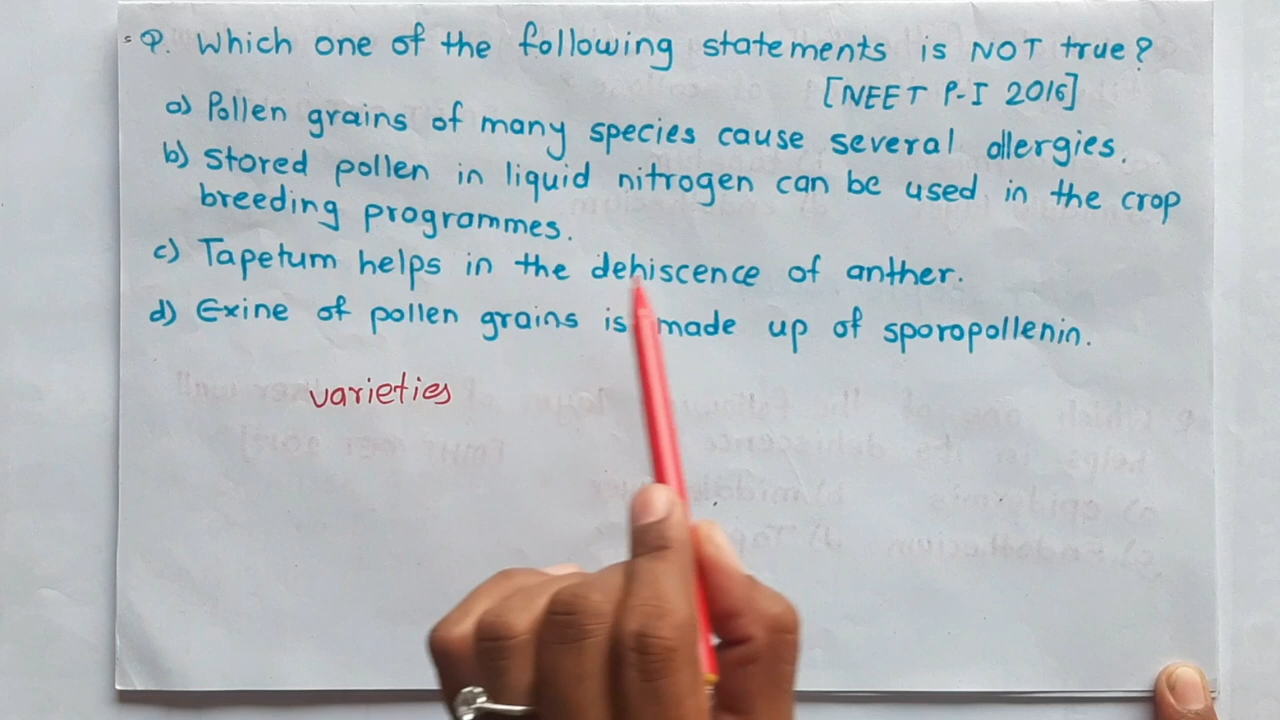 Q. Which one of the following statements is NOT true?
[NEET P-I 2016]
a) Pollen grains of many species cause several allergies.
b) Stored pollen in liquid nitrogen can be used in the crop
breeding programmes.
c) Tapetum helps in the dehiscence of anther.
d) Exine of pollen grains is made up of sporopollenin.
varieties